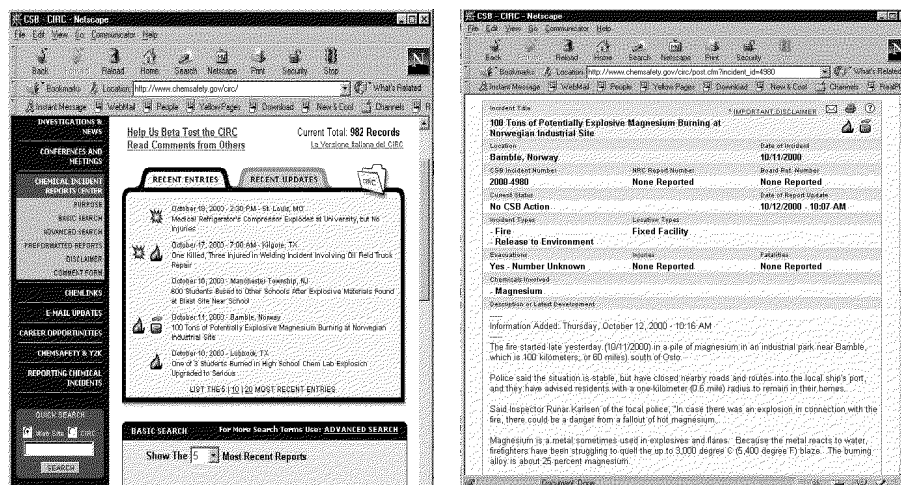 CSB - CIRC - Netscape
File Edit View Go Communicator Help
Back Reload Home Search Netscape Print Security Stop
Bookmarks Location: http://www.chemsafety.gov/circ/ What's Related
Instant Message WebMail People Yellow Pages Download New & Cool Channels
INVESTIGATIONS & NEWS
CONFERENCES AND MEETINGS
CHEMICAL INCIDENT REPORTS CENTER
PURPOSE
BASIC SEARCH
ADVANCED SEARCH
PREFORMATTED REPORTS
DISCLAIMER
COMMENT FORM
CHEMLINKS
E-MAIL UPDATES
CAREER OPPORTUNITIES
CHEMSAFETY & Y2K
REPORTING CHEMICAL INCIDENTS
QUICK SEARCH
Web Site CIRC
SEARCH
Help Us Beta Test the CIRC Current Total: 982 Records
Read Comments from Others La Versione Italiana del CIRC
RECENT ENTRIES RECENT UPDATES CIRC
October 19, 2000 - 2:30 PM - St. Louis, MO
Medical Refrigerator's Compressor Explodes at University, but No
Injuries
October 17, 2000 - 7:00 AM - Kilgore, TX
One Killed, Three Injured in Welding Incident Involving Oil Field Truck
Repair
October 16, 2000 - Manchester Township, NJ
600 Students Bused to Other Schools After Explosive Materials Found
at Blast Site Near School
October 11, 2000 - Bamble, Norway
100 Tons of Potentially Explosive Magnesium Burning at Norwegian
Industrial Site
October 10, 2000 - Lubbock, TX
One of 3 Students Burned in High School Chem Lab Explosion
Upgraded to Serious
LIST THE 5 | 10 | 20 MOST RECENT ENTRIES
BASIC SEARCH For More Search Terms Use: ADVANCED SEARCH
Show The 5 Most Recent Reports
CSB - CIRC - Netscape
File Edit View Go Communicator Help
Back Reload Home Search Netscape Print Security
Bookmarks Location: http://www.chemsafety.gov/circ/post.cfm?incident_id=4980 What's Related
Instant Message WebMail People Yellow Pages Download New & Cool Channels
Incident Title * IMPORTANT DISCLAIMER
100 Tons of Potentially Explosive Magnesium Burning at
Norwegian Industrial Site
Location Date of Incident
Bamble, Norway 10/11/2000
CSB Incident Number NRC Report Number Board Rpt. Number
2000-4980 None Reported None Reported
Current Status Date of Report Update
No CSB Action 10/12/2000 - 10:07 AM
Incident Types Location Types
- Fire Fixed Facility
- Release to Environment
Evacuations Injuries Fatalities
Yes - Number Unknown None Reported None Reported
Chemicals Involved
- Magnesium
Description or Latest Development
-----
Information Added: Thursday, October 12, 2000 - 10:16 AM
-----
The fire started late yesterday (10/11/2000) in a pile of magnesium in an industrial park near Bamble,
which is 100 kilometers, or 60 miles) south of Oslo.
Police said the situation is stable, but have closed nearby roads and routes into the local ship's port,
and they have advised residents with a one-kilometer (0.6 mile) radius to remain in their homes.
Said Inspector Runar Karlsen of the local police, "In case there was an explosion in connection with the
fire, there could be a danger from a fallout of hot magnesium.
Magnesium is a metal sometimes used in explosives and flares. Because the metal reacts to water,
firefighters have been struggling to quell the up to 3,000 degree C (5,400 degree F) blaze. The burning
alloy is about 25 percent magnesium.
Document: Done